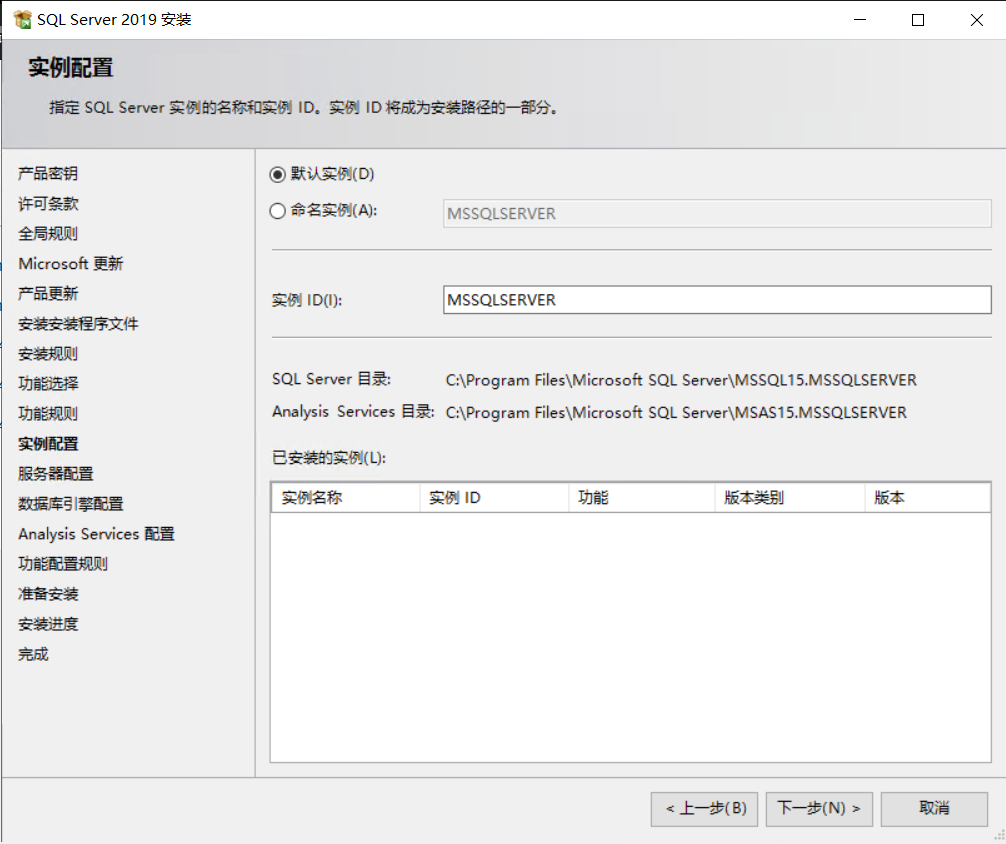 SQL Server 2019 安装
实例配置
指定 SQL Server 实例的名称和实例 ID。实例 ID 将成为安装路径的一部分。
产品密钥
许可条款
全局规则
Microsoft 更新
产品更新
安装安装程序文件
安装规则
功能选择
功能规则
实例配置
服务器配置
数据库引擎配置
Analysis Services 配置
功能配置规则
准备安装
安装进度
完成
默认实例(D)
命名实例(A): MSSQLSERVER
实例 ID(I): MSSQLSERVER
SQL Server 目录: C:\Program Files\Microsoft SQL Server\MSSQL15.MSSQLSERVER
Analysis Services 目录: C:\Program Files\Microsoft SQL Server\MSAS15.MSSQLSERVER
已安装的实例(L):
实例名称 实例 ID 功能 版本类别 版本
< 上一步(B) 下一步(N) > 取消